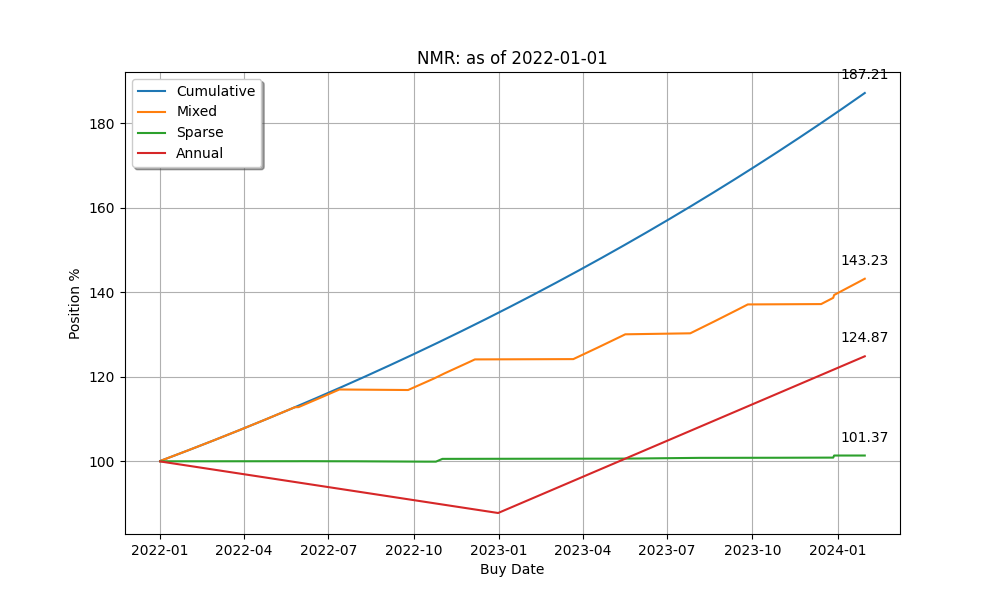 NMR: as of 2022-01-01
187.21
Cumulative
Mixed
Sparse
Annual
180
160
143.23
140
124.87
120
101.37
100
Position %
2022-01 2022-04 2022-07 2022-10 2023-01 2023-04 2023-07 2023-10 2024-01
Buy Date